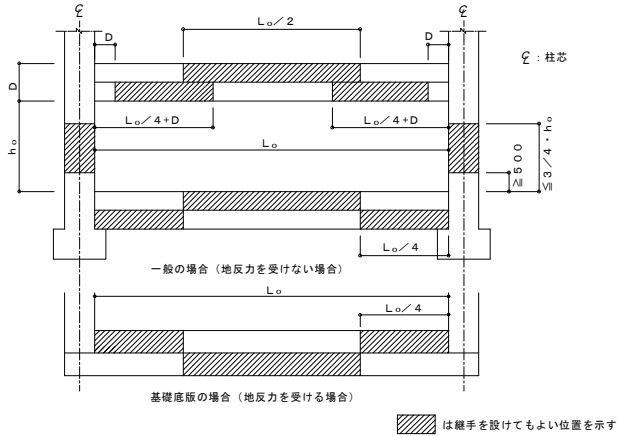 ℄ ℄
Lo／2
D D
℄：柱芯
D
Lo／4+D Lo／4+D
ho
Lo
≧500
≦3／4・ho
Lo／4
一般の場合（地反力を受けない場合）
Lo
Lo／4
基礎底版の場合（地反力を受ける場合）
は継手を設けてもよい位置を示す